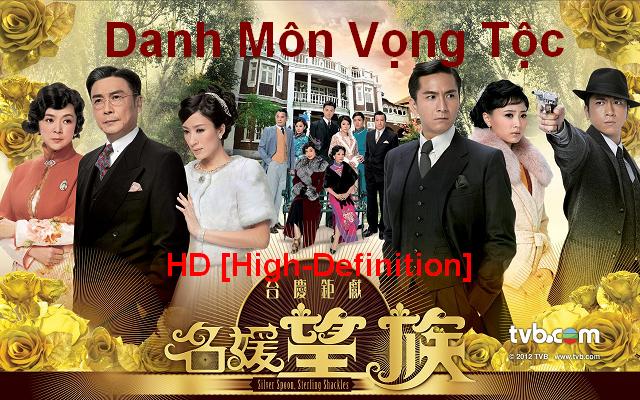 Danh Môn Vọng Tộc
HD [High-Definition]
台慶鉅獻
名媛望族
Silver Spoon, Sterling Shackles
tvb.com
© 2012 TVB www.tvb.com